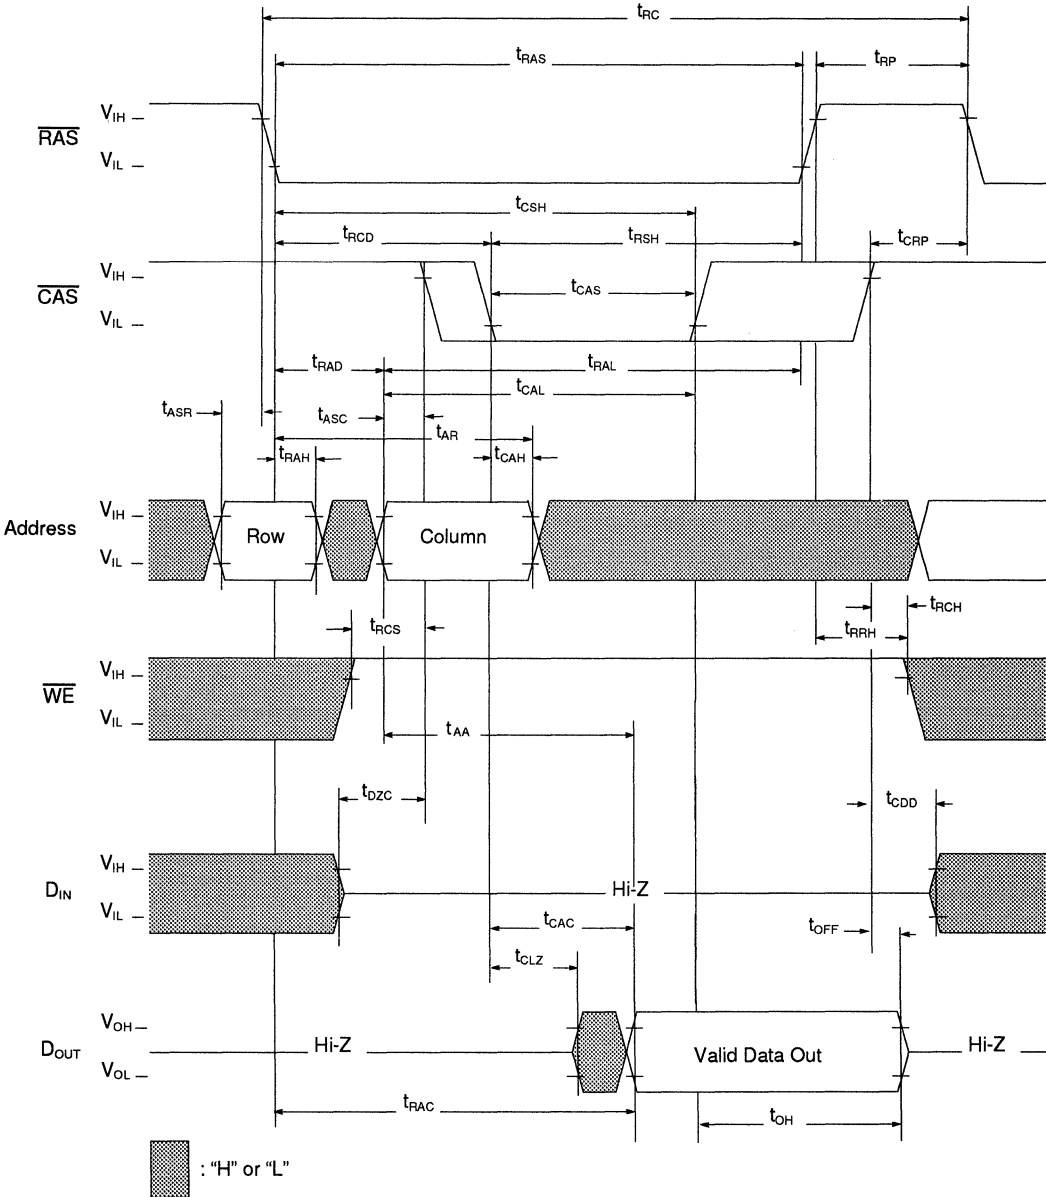 tRC
tRAS
tRP
VIH
RAS
VIL
tCSH
tRCD
tRSH
tCRP
VIH
CAS
tCAS
VIL
tRAD
tRAL
tCAL
tASR
tASC
tAR
tRAH
tCAH
VIH
Address
Row
Column
VIL
tRCH
tRCS
tRRH
VIH
WE
VIL
tAA
tDZC
tCDD
VIH
DIN
Hi-Z
VIL
tCAC
tOFF
tCLZ
VOH
DOUT
Hi-Z
Valid Data Out
Hi-Z
VOL
tRAC
tOH
: “H” or “L”